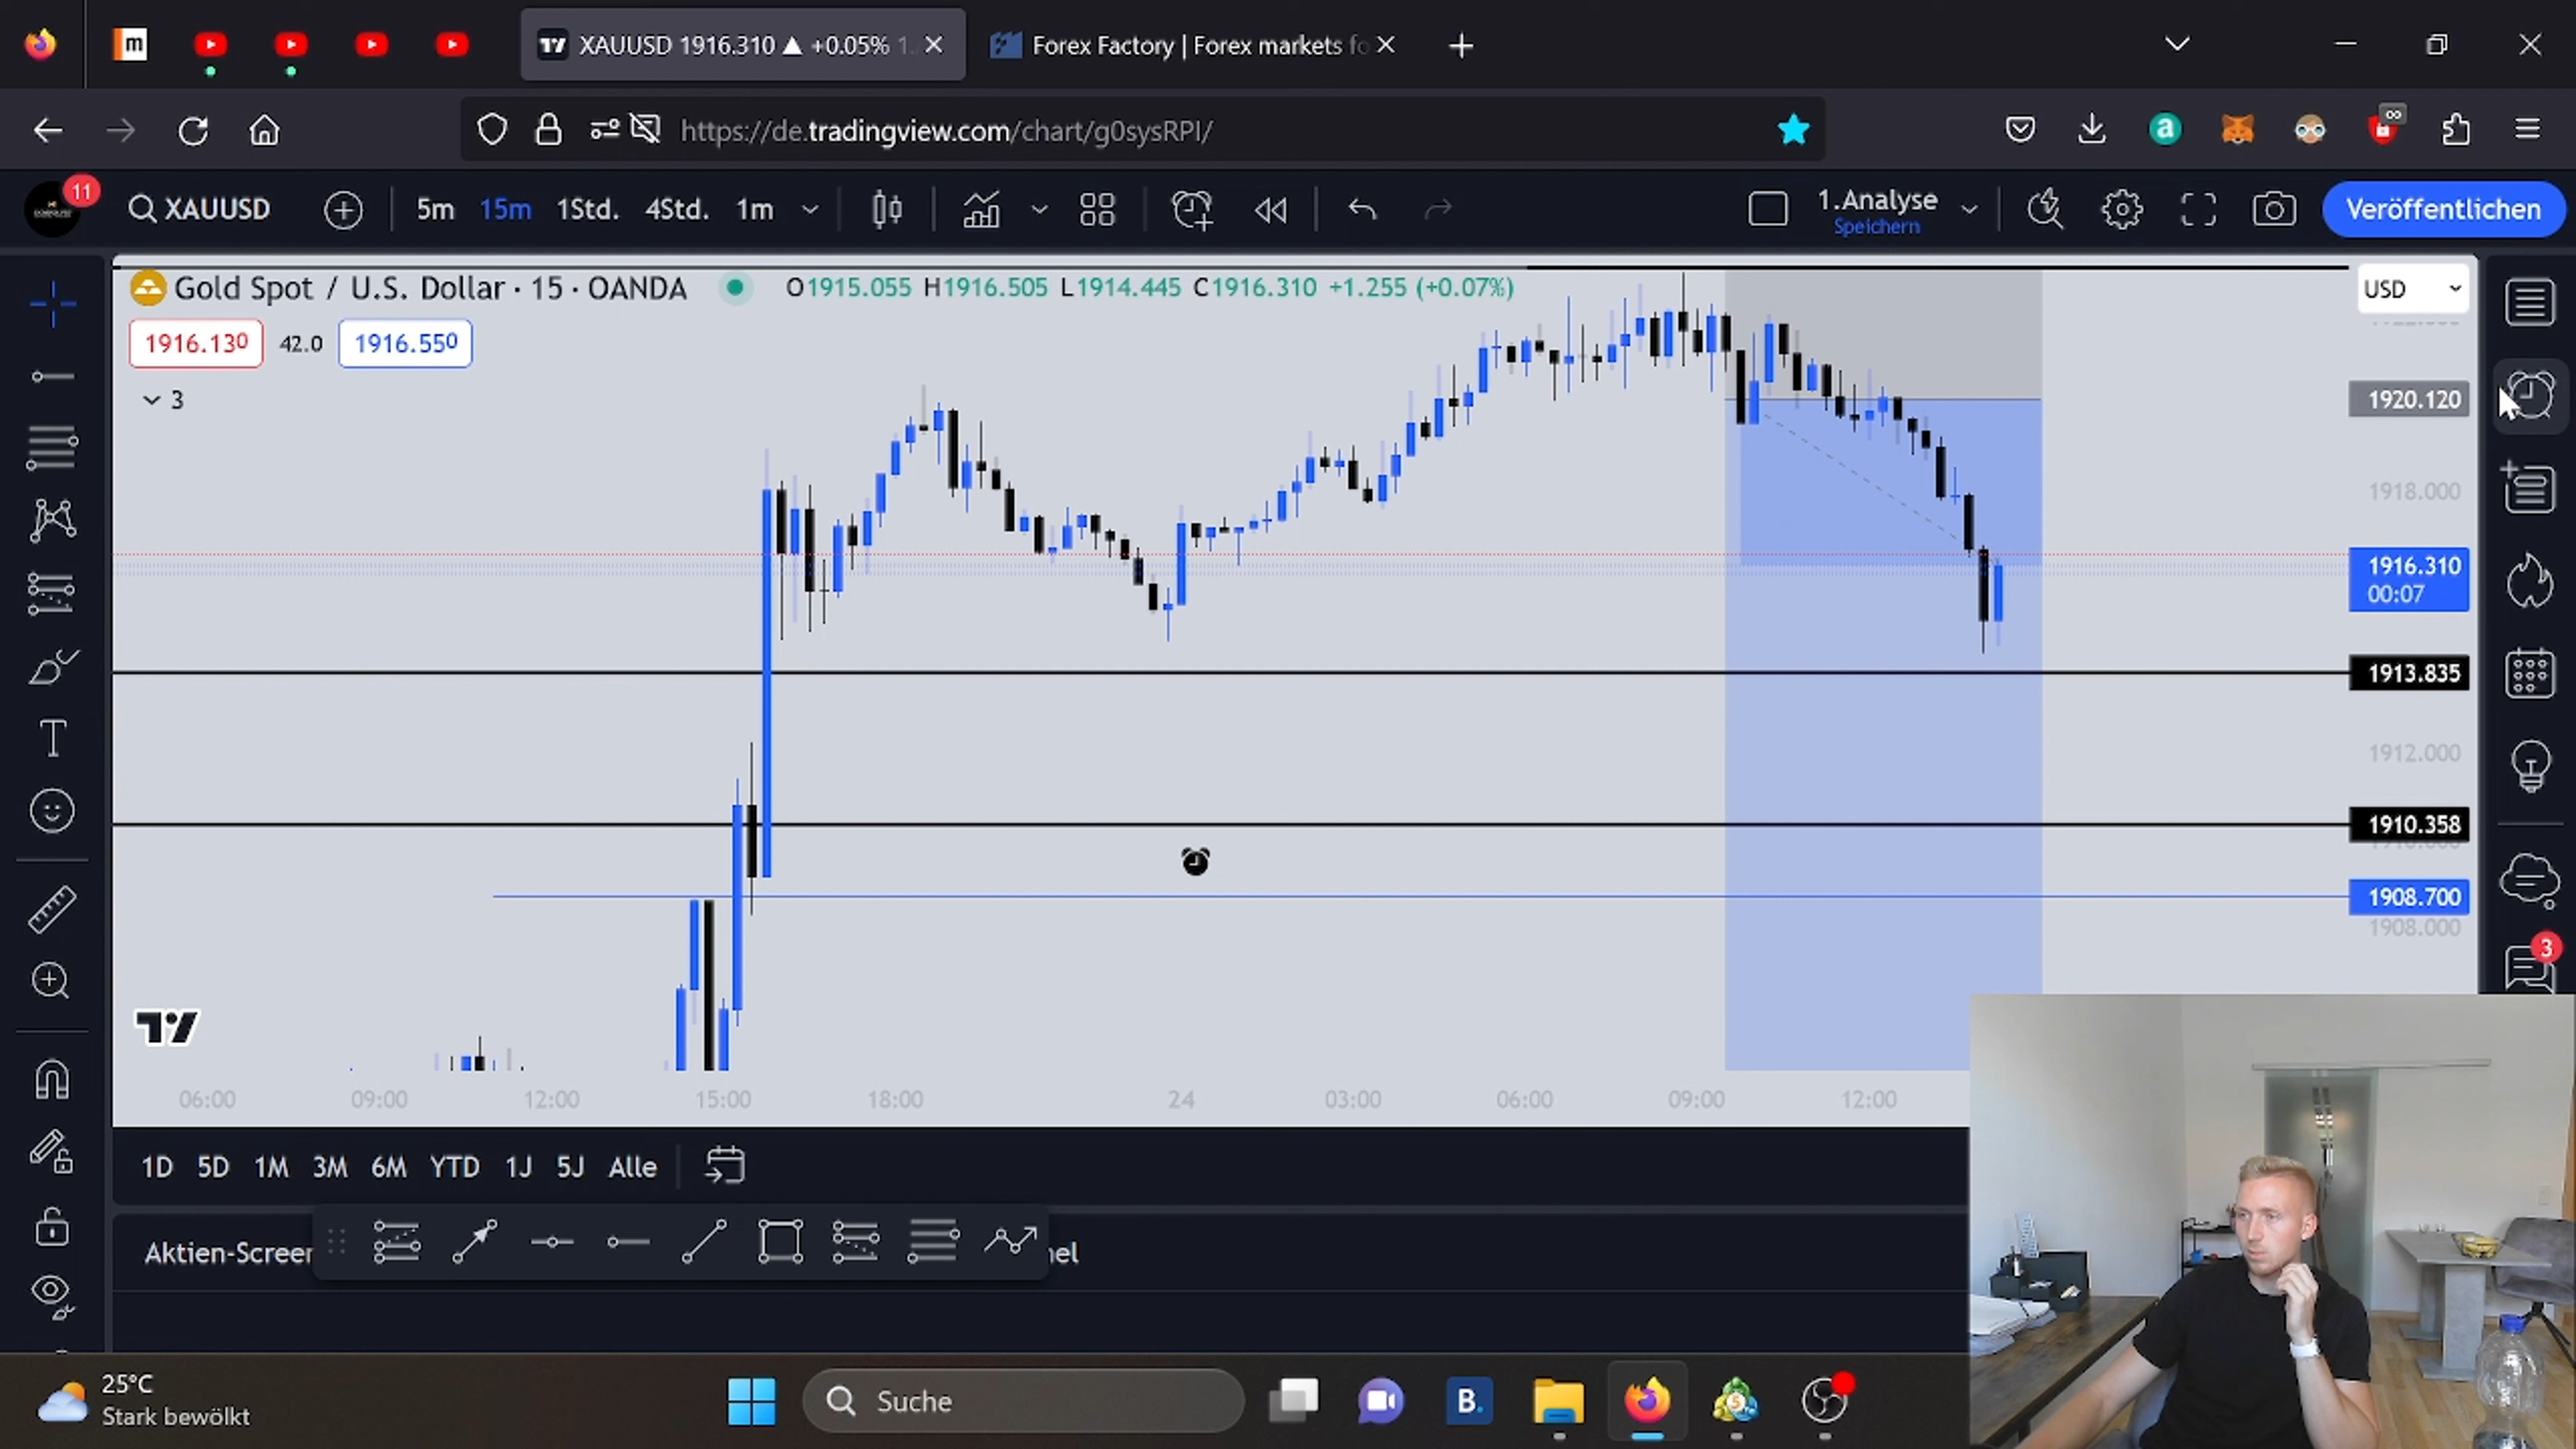 XAUUSD 1916.310 ▲ +0.05% 1.
Forex Factory | Forex markets fo
https://de.tradingview.com/chart/g0sysRPI/
11
XAUUSD
5m 15m 1Std. 4Std. 1m
1.Analyse
Speichern
Veröffentlichen
Gold Spot / U.S. Dollar · 15 · OANDA
O1915.055 H1916.505 L1914.445 C1916.310 +1.255 (+0.07%)
USD
1916.130 42.0 1916.550
3
1920.120
1918.000
1916.310
00:07
1913.835
1912.000
1910.358
1908.700
1908.000
3
06:00 09:00 12:00 15:00 18:00 24 03:00 06:00 09:00 12:00
1D 5D 1M 3M 6M YTD 1J 5J Alle
Aktien-Screen
nel
25°C
Stark bewölkt
Suche
B.